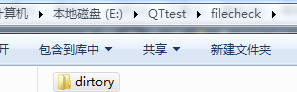 计算机 ▸ 本地磁盘 (E:) ▸ QTtest ▸ filecheck ▸
开 包含到库中 ▾ 共享 ▾ 新建文件夹
dirtory